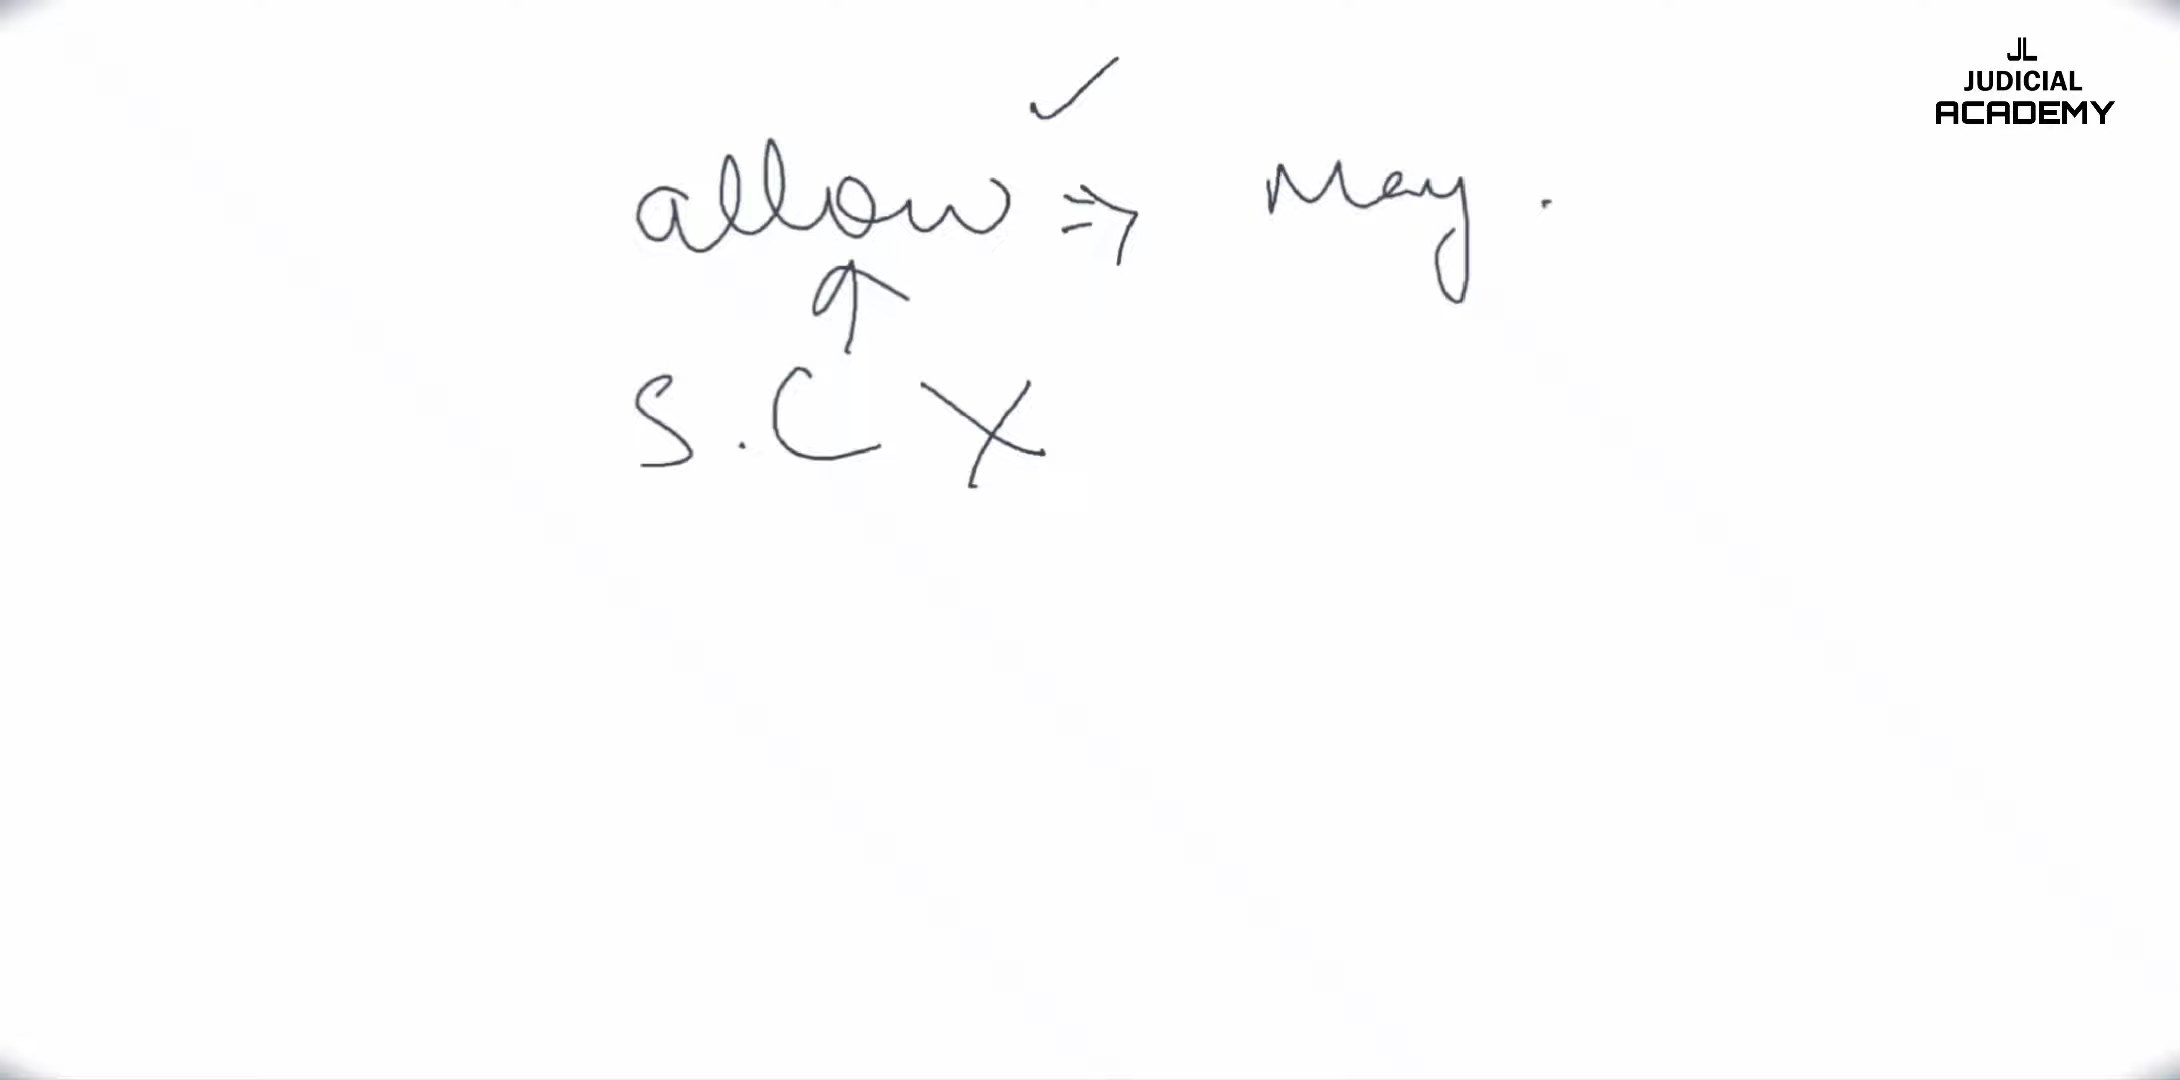 JL
JUDICIAL
ACADEMY
allow ⇒ May.
↑
S.C X